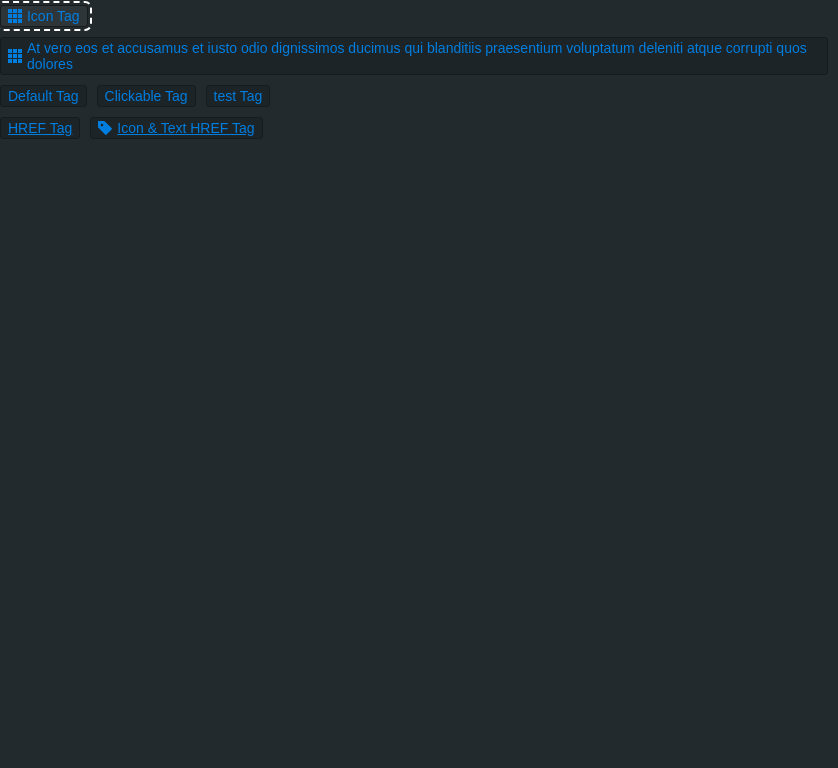 Icon Tag
At vero eos et accusamus et iusto odio dignissimos ducimus qui blanditiis praesentium voluptatum deleniti atque corrupti quos
dolores
Default Tag Clickable Tag test Tag
HREF Tag Icon & Text HREF Tag